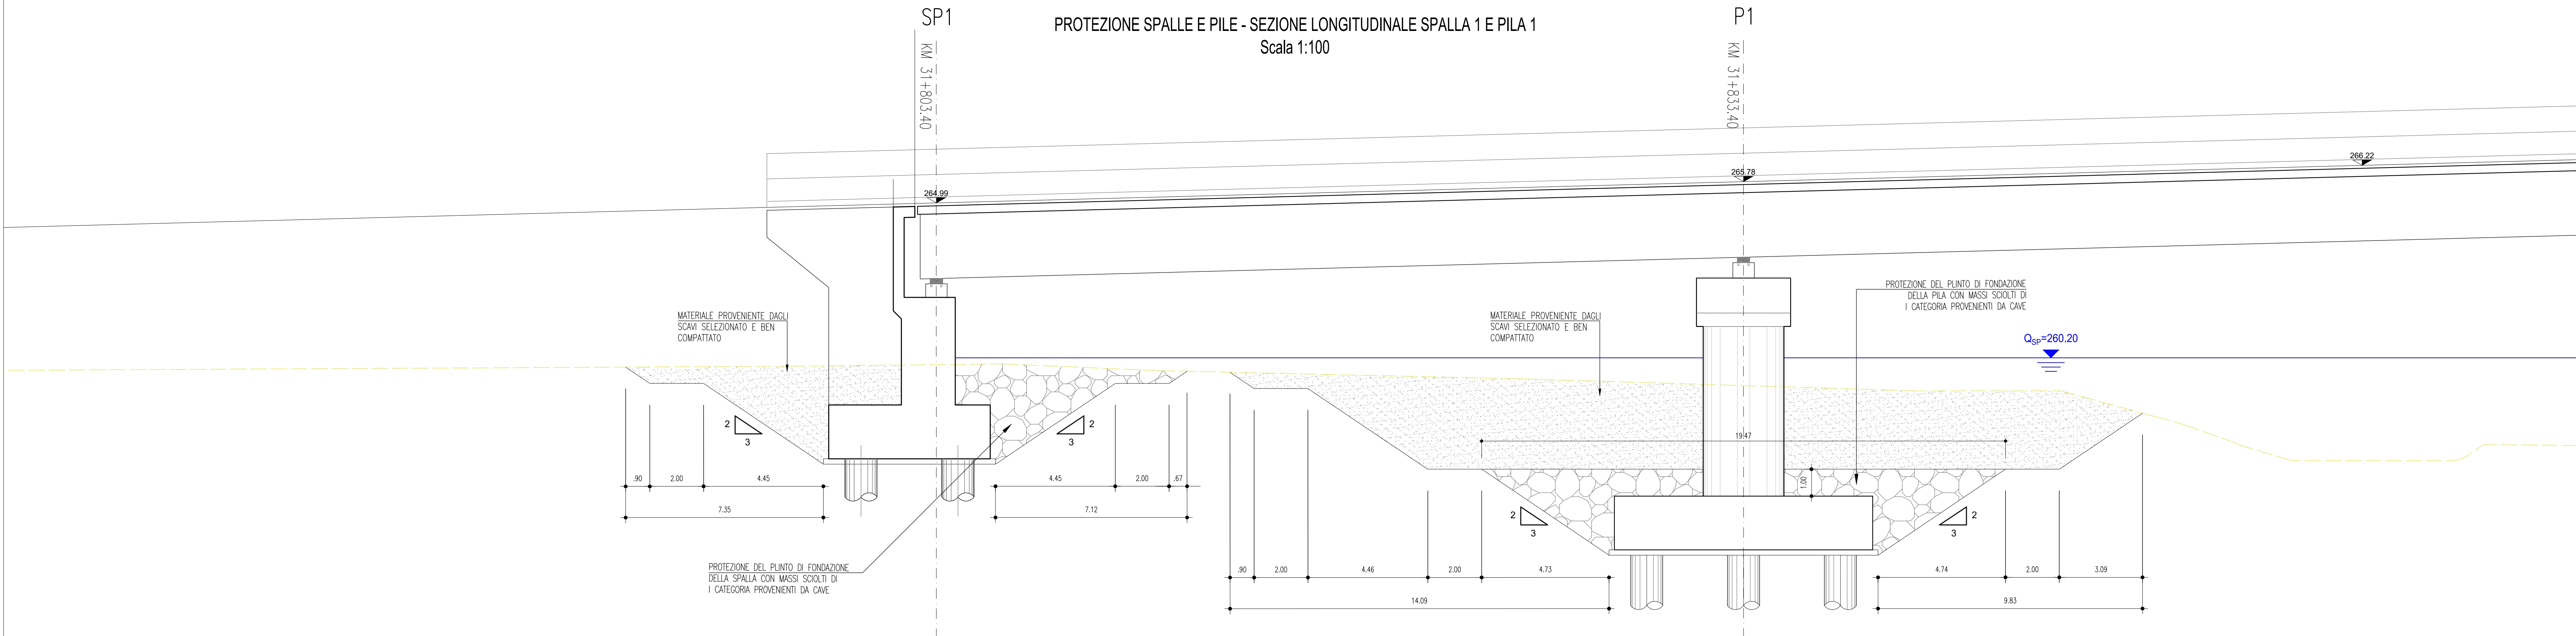 SP1
PROTEZIONE SPALLE E PILE - SEZIONE LONGITUDINALE SPALLA 1 E PILA 1
Scala 1:100
P1
KM 31+803.40
KM 31+833.40
264.99
265.78
266.22
MATERIALE PROVENIENTE DAGLI
SCAVI SELEZIONATO E BEN
COMPATTATO
MATERIALE PROVENIENTE DAGLI
SCAVI SELEZIONATO E BEN
COMPATTATO
PROTEZIONE DEL PLINTO DI FONDAZIONE
DELLA PILA CON MASSI SCIOLTI DI
I CATEGORIA PROVENIENTI DA CAVE
QSP=260.20
2
3
2
3
19.47
1.00
.90 2.00 4.45
4.45 2.00 .67
7.35
7.12
2
3
2
3
PROTEZIONE DEL PLINTO DI FONDAZIONE
DELLA SPALLA CON MASSI SCIOLTI DI
I CATEGORIA PROVENIENTI DA CAVE
.90 2.00 4.46 2.00 4.73
4.74 2.00 3.09
14.09
9.83